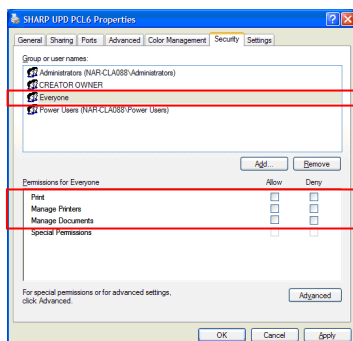 SHARP UPD PCL6 Properties
General Sharing Ports Advanced Color Management Security Settings
Group or user names:
Administrators (NAR-CLA088\Administrators)
CREATOR OWNER
Everyone
Power Users (NAR-CLA088\Power Users)
Add... Remove
Permissions for Everyone Allow Deny
Print
Manage Printers
Manage Documents
Special Permissions
For special permissions or for advanced settings,
click Advanced.
Advanced
OK Cancel Apply